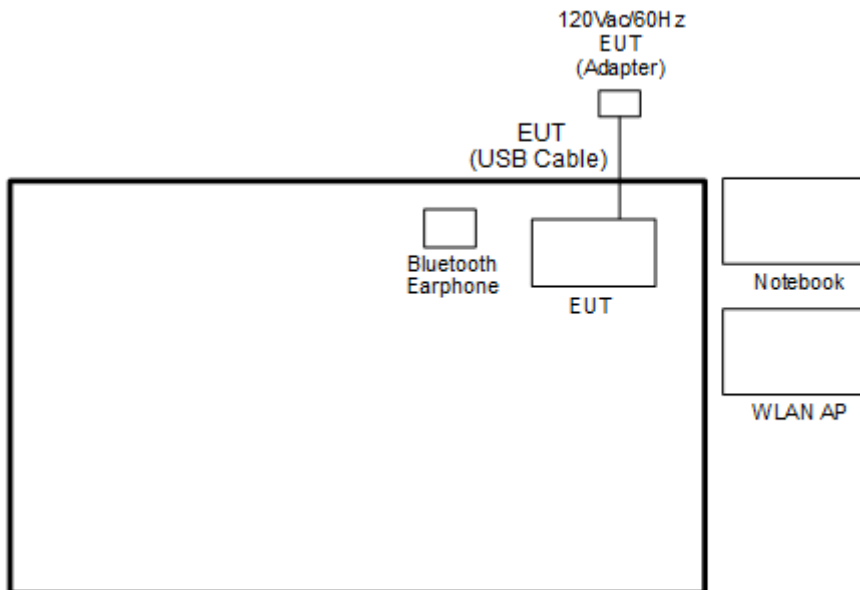 120Vac/60Hz
EUT
(Adapter)
EUT
(USB Cable)
Bluetooth
Earphone
EUT
Notebook
WLAN AP